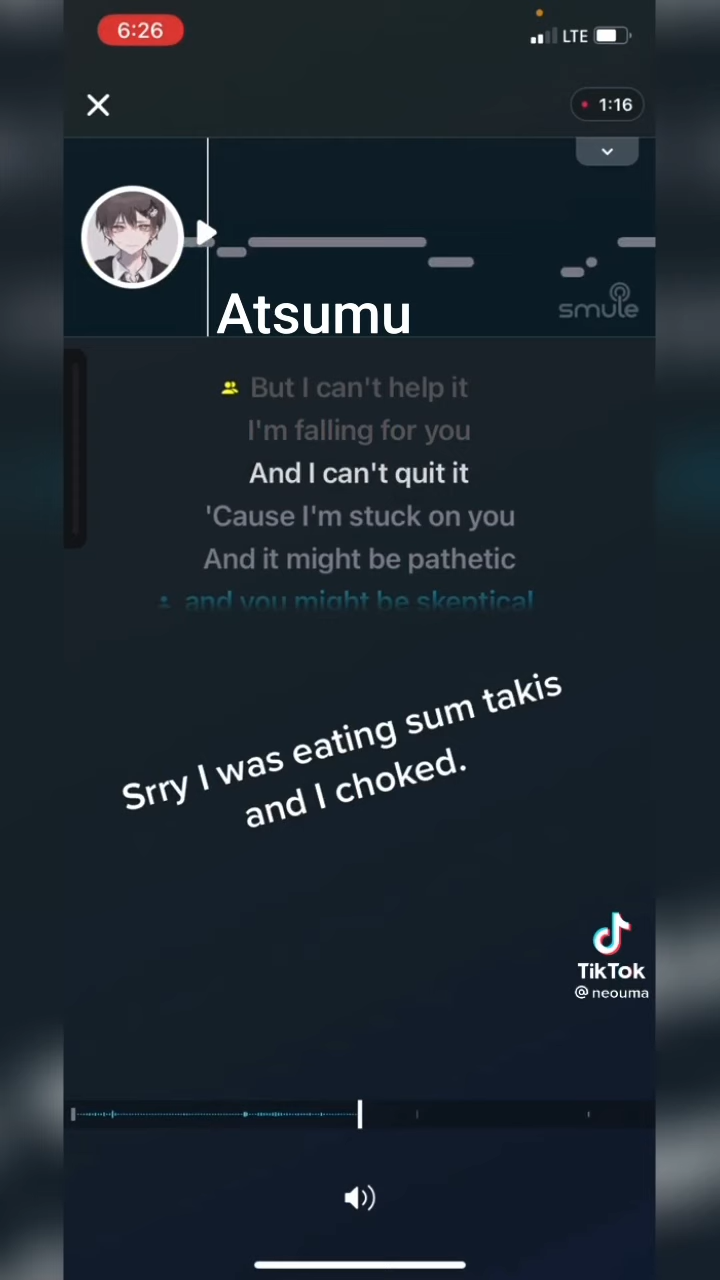 6:26
LTE
1:16
Atsumu
smule
But I can't help it
I'm falling for you
And I can't quit it
'Cause I'm stuck on you
And it might be pathetic
and you might be skeptical
Srry I was eating sum takis
and I choked.
TikTok
@neouma